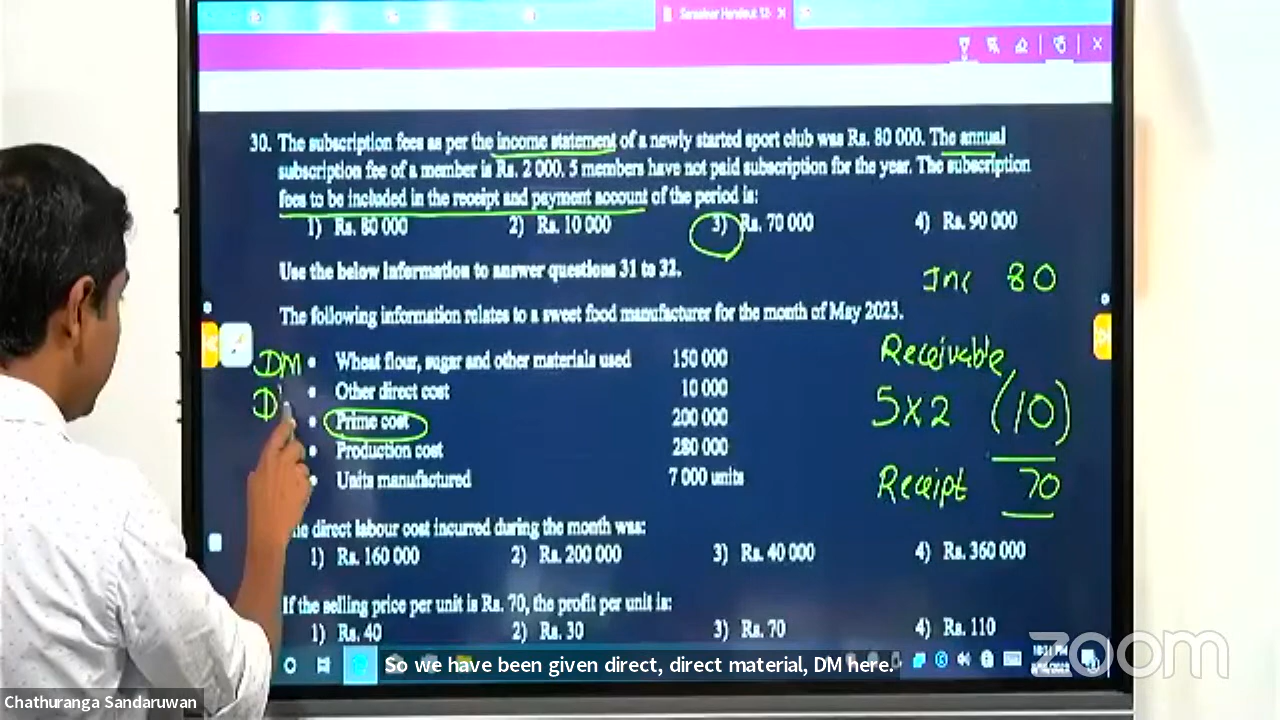 Saraswar Handout
30. The subscription fees as per the income statement of a newly started sport club was Rs. 80 000. The annual
subscription fee of a member is Rs. 2 000. 5 members have not paid subscription for the year. The subscription
fees to be included in the receipt and payment account of the period is:
1) Rs. 80 000 2) Rs. 10 000 3) Rs. 70 000 4) Rs. 90 000
Use the below information to answer questions 31 to 32.
Inc 80
The following information relates to a sweet food manufacturer for the month of May 2023.
DM • Wheat flour, sugar and other materials used 150 000
Receivable
D • Other direct cost 10 000
• Prime cost 200 000
5x2 (10)
• Production cost 280 000
• Units manufactured 7 000 units
Receipt 70
direct labour cost incurred during the month was:
1) Rs. 160 000 2) Rs. 200 000 3) Rs. 40 000 4) Rs. 360 000
If the selling price per unit is Rs. 70, the profit per unit is:
1) Rs. 40 2) Rs. 30 3) Rs. 70 4) Rs. 110
So we have been given direct, direct material, DM here.
zoom
Chathuranga Sandaruwan